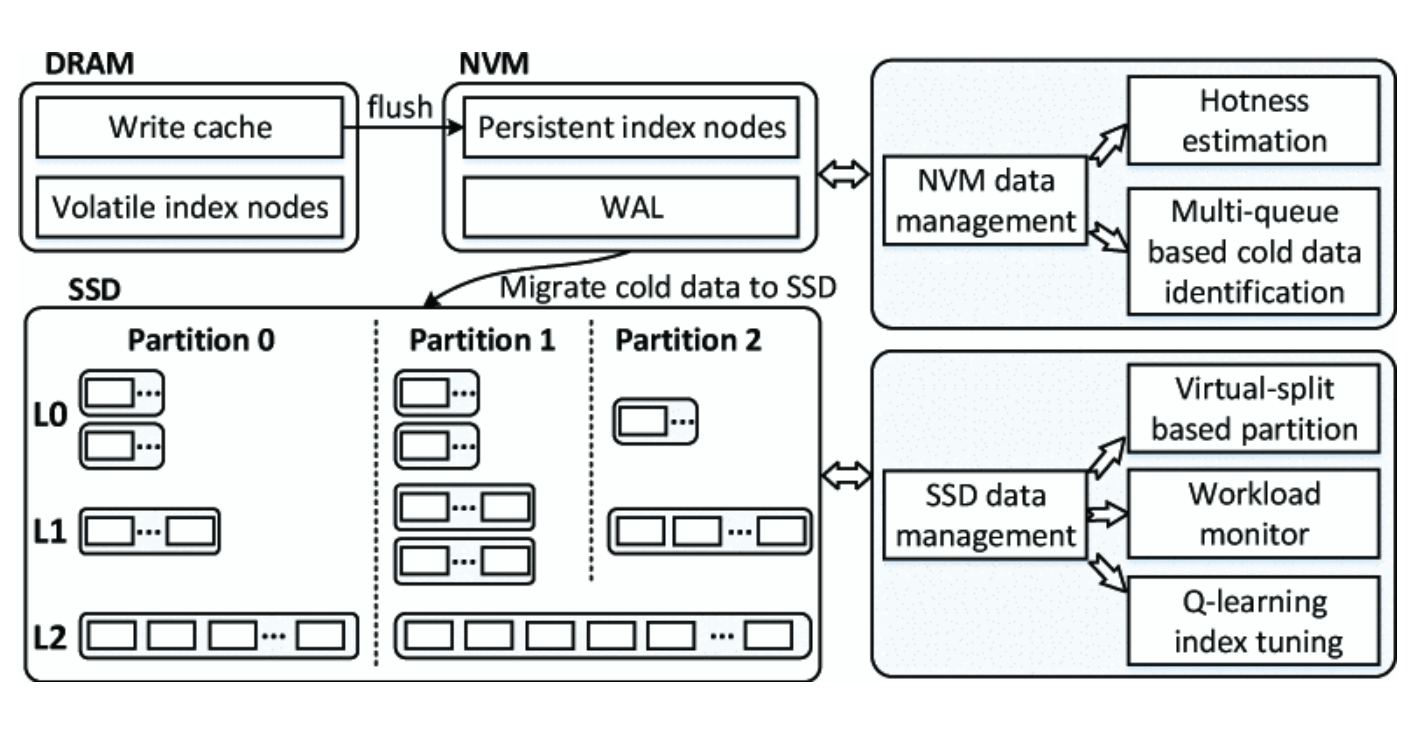 DRAM
Write cache
Volatile index nodes
flush
NVM
Persistent index nodes
WAL
Migrate cold data to SSD
NVM data
management
Hotness
estimation
Multi-queue
based cold data
identification
SSD
Partition 0
Partition 1
Partition 2
L0
...
...
...
...
...
L1
...
...
...
...
L2
...
...
SSD data
management
Virtual-split
based partition
Workload
monitor
Q-learning
index tuning